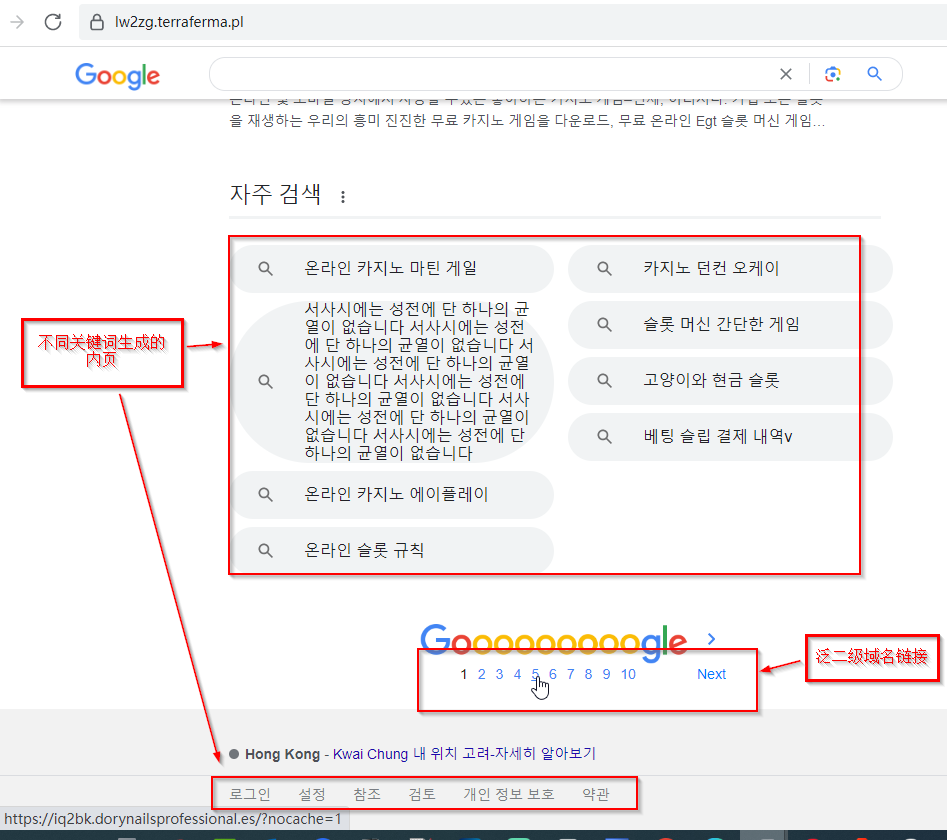 lw2zg.terraferma.pl
Google
을 재생하는 우리의 흥미 진진한 무료 카지노 게임을 다운로드, 무료 온라인 Egt 슬롯 머신 게임...
자주 검색
온라인 카지노 마틴 게일
카지노 던컨 오케이
서사시에는 성전에 단 하나의 균
열이 없습니다 서사시에는 성전
에 단 하나의 균열이 없습니다 서
사시에는 성전에 단 하나의 균열
이 없습니다 서사시에는 성전에
단 하나의 균열이 없습니다 서사
시에는 성전에 단 하나의 균열이
없습니다 서사시에는 성전에 단
하나의 균열이 없습니다
슬롯 머신 간단한 게임
고양이와 현금 슬롯
베팅 슬립 결제 내역v
온라인 카지노 에이플레이
온라인 슬롯 규칙
不同关键词生成的
内页
Goooooooooogle
1 2 3 4 5 6 7 8 9 10 Next
泛二级域名链接
Hong Kong - Kwai Chung 내 위치 고려-자세히 알아보기
로그인 설정 참조 검토 개인 정보 보호 약관
https://iq2bk.dorynailsprofessional.es/?nocache=1